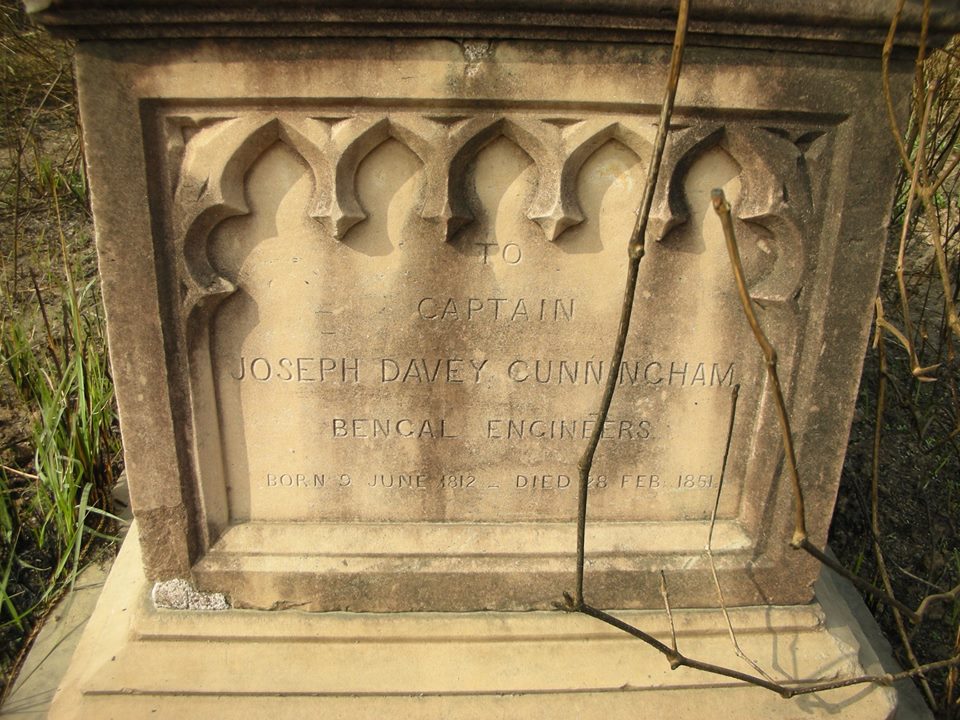 TO
CAPTAIN
JOSEPH DAVEY CUNNINGHAM,
BENGAL ENGINEERS.
BORN 9 JUNE 1812 _ DIED 28 FEB. 1851.